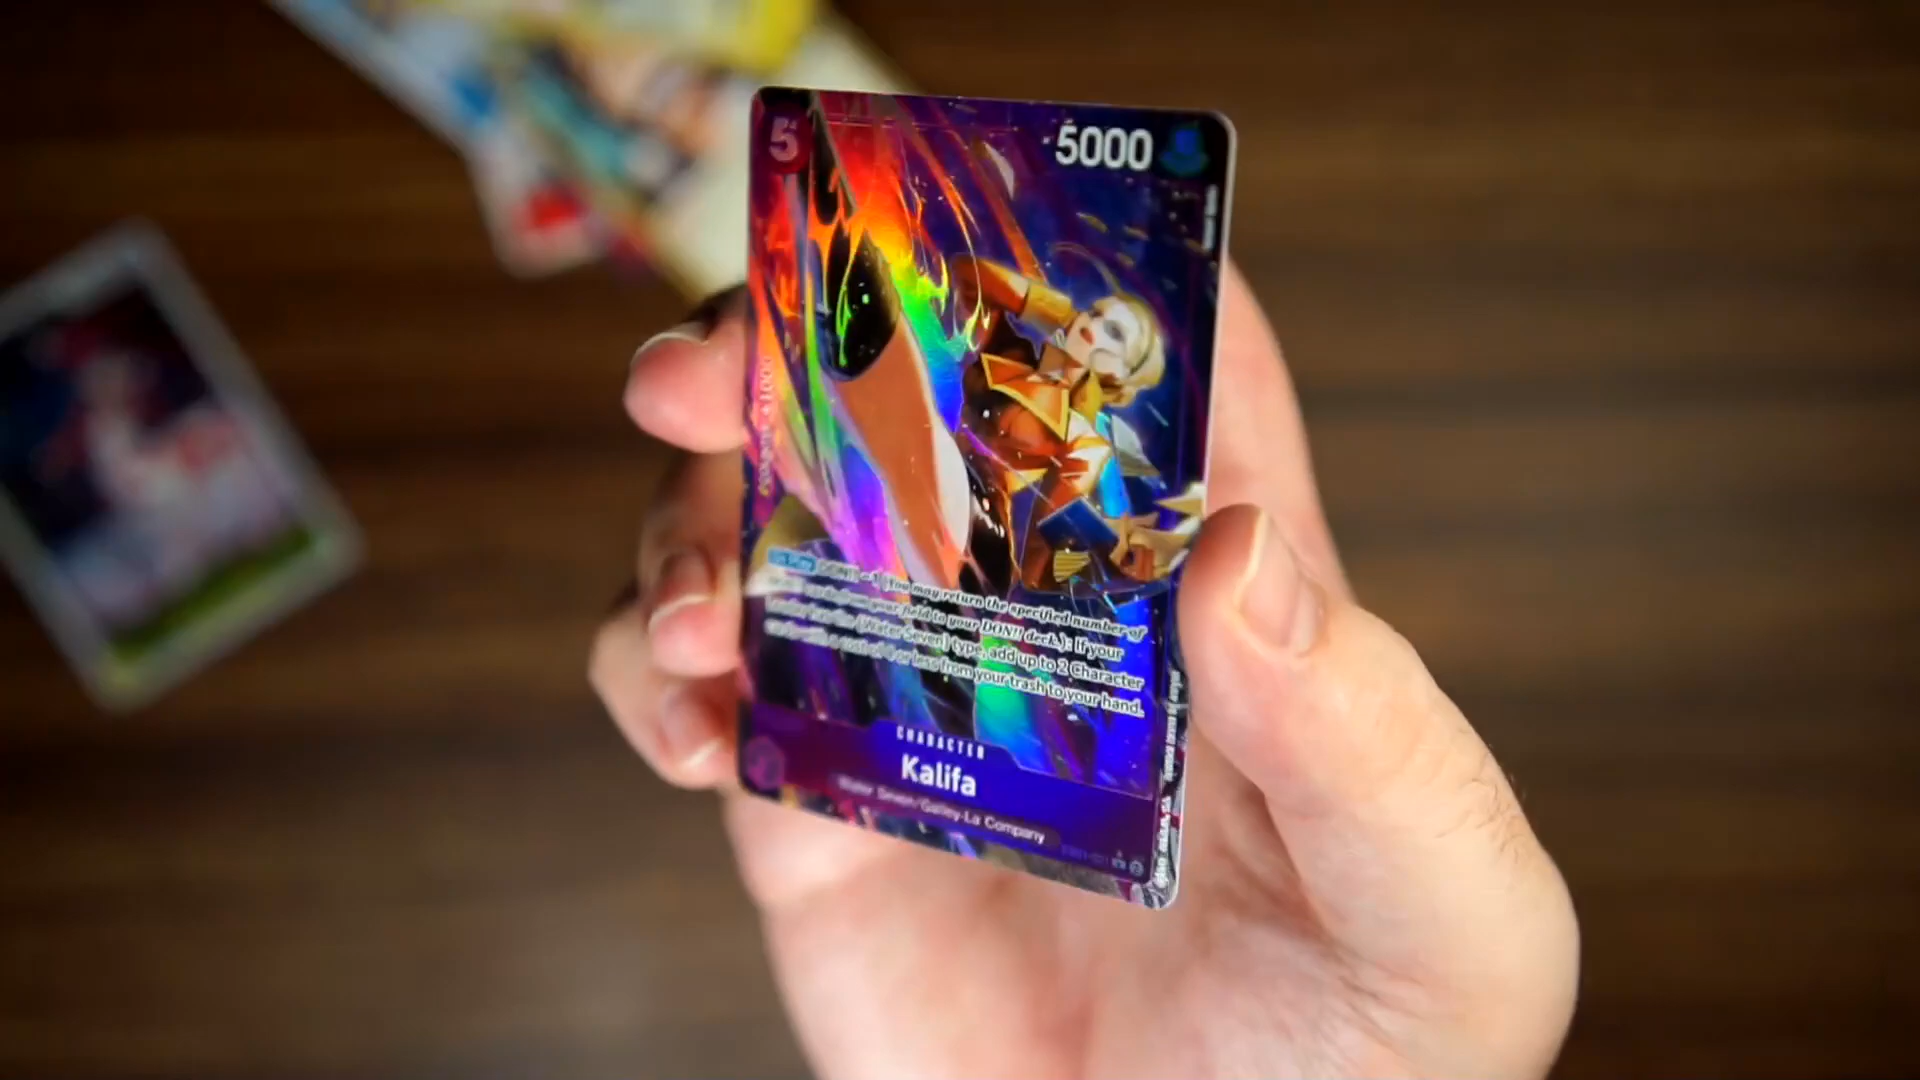 5
5000
On Play DON!! -1 (You may return the specified number of
DON!! cards from your field to your DON!! deck.): If your
Leader has the {Water Seven} type, add up to 2 Character
cards with a cost of 4 or less from your trash to your hand.
CHARACTER
Kalifa
Water Seven/Galley-La Company